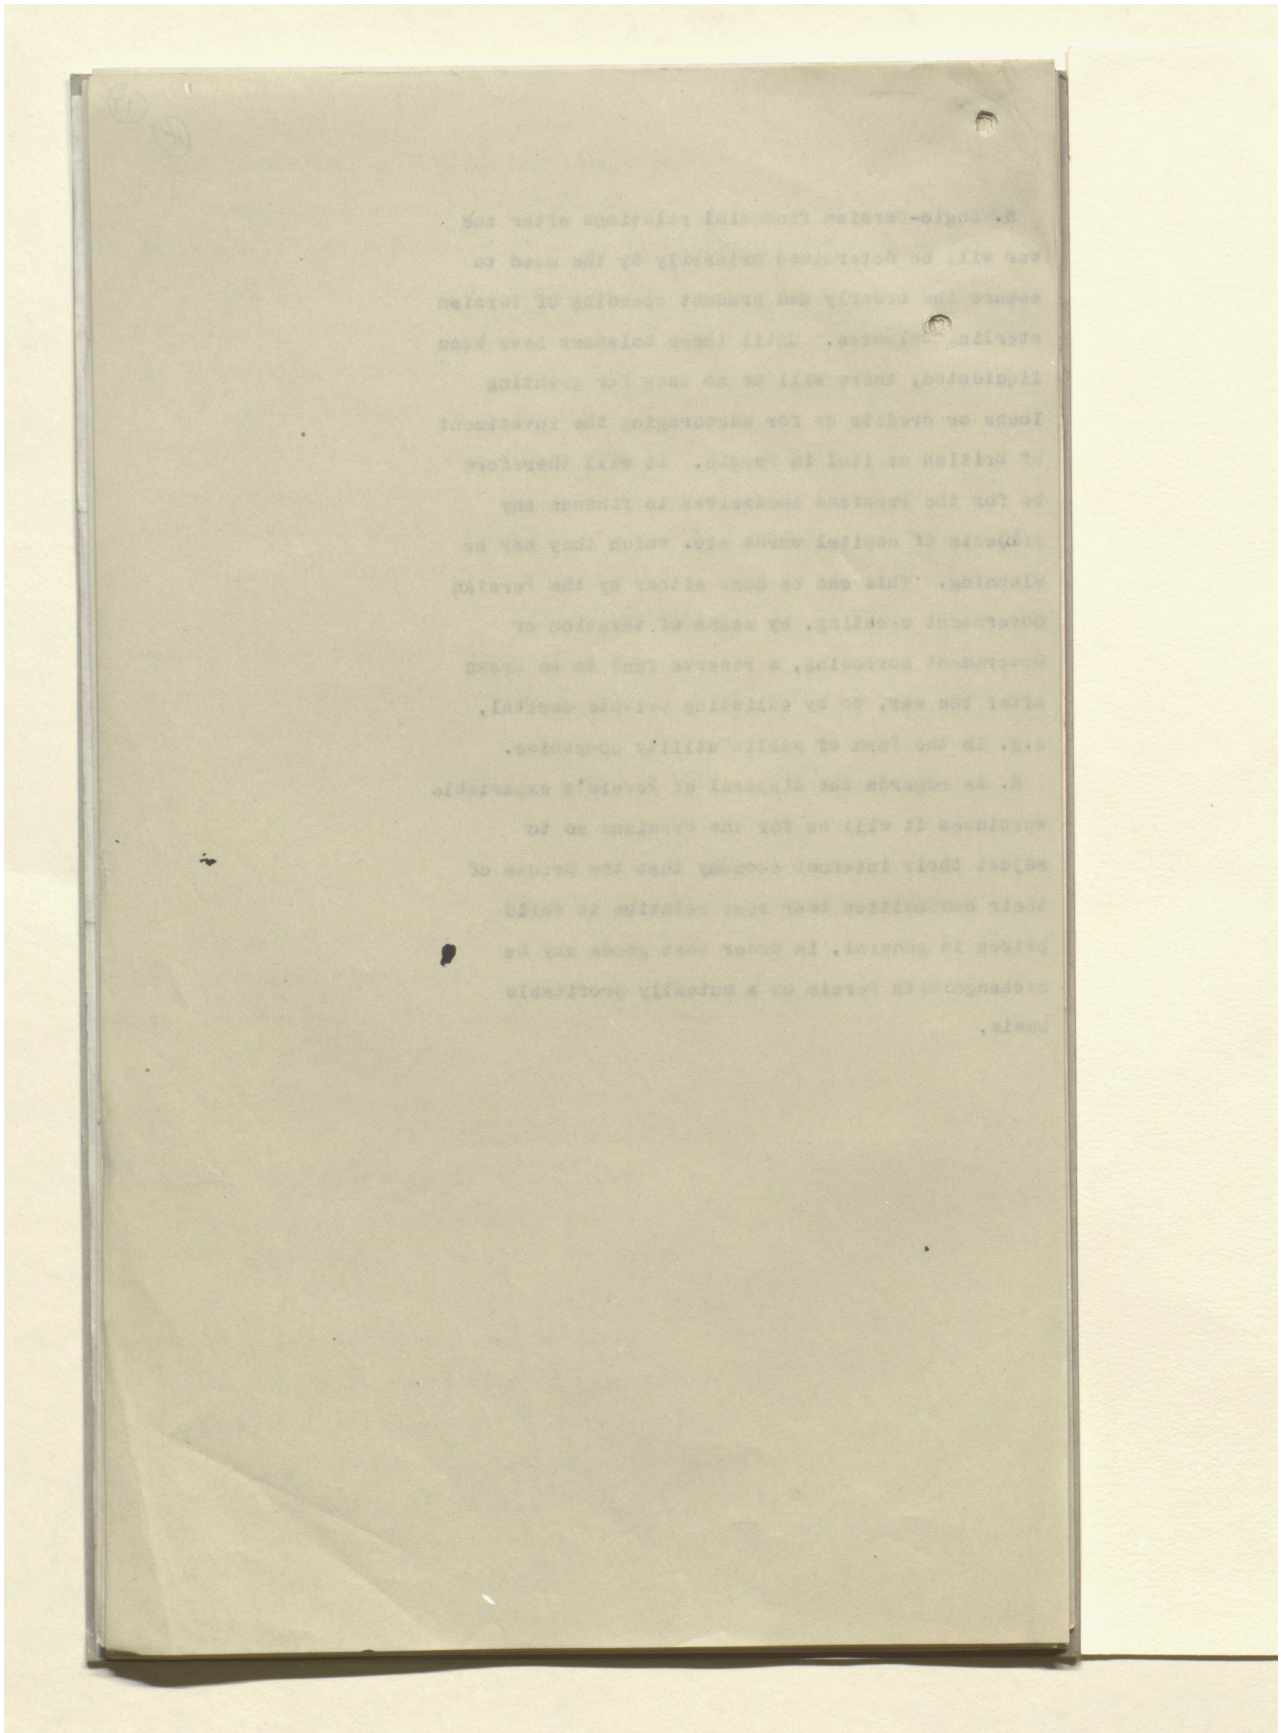 . Anglo-Persian financial relations after the
war will be determined primarily by the need to
secure the orderly and prudent spending of Persian
sterling balances. Until these balances have been
liquidated, there will be no case for granting
loans or credits or for encouraging the investment
of British capital in Persia. It will therefore
be for the Persians themselves to finance any
projects of capital works etc. which they may be
planning. This can be done either by the Persian
Government creating, by means of taxation or
Government borrowing, a reserve fund to be
after the war, or by enlisting private capital,
e.g. in the form of public utility companies.
. As regards the disposal of Persia's exportable
surpluses it will be for the Persians so to
adjust their internal economy that the prices of
their commodities bear some relation to world
prices in general, in order that goods may be
exchanged with Persia on a mutually profitable
basis.